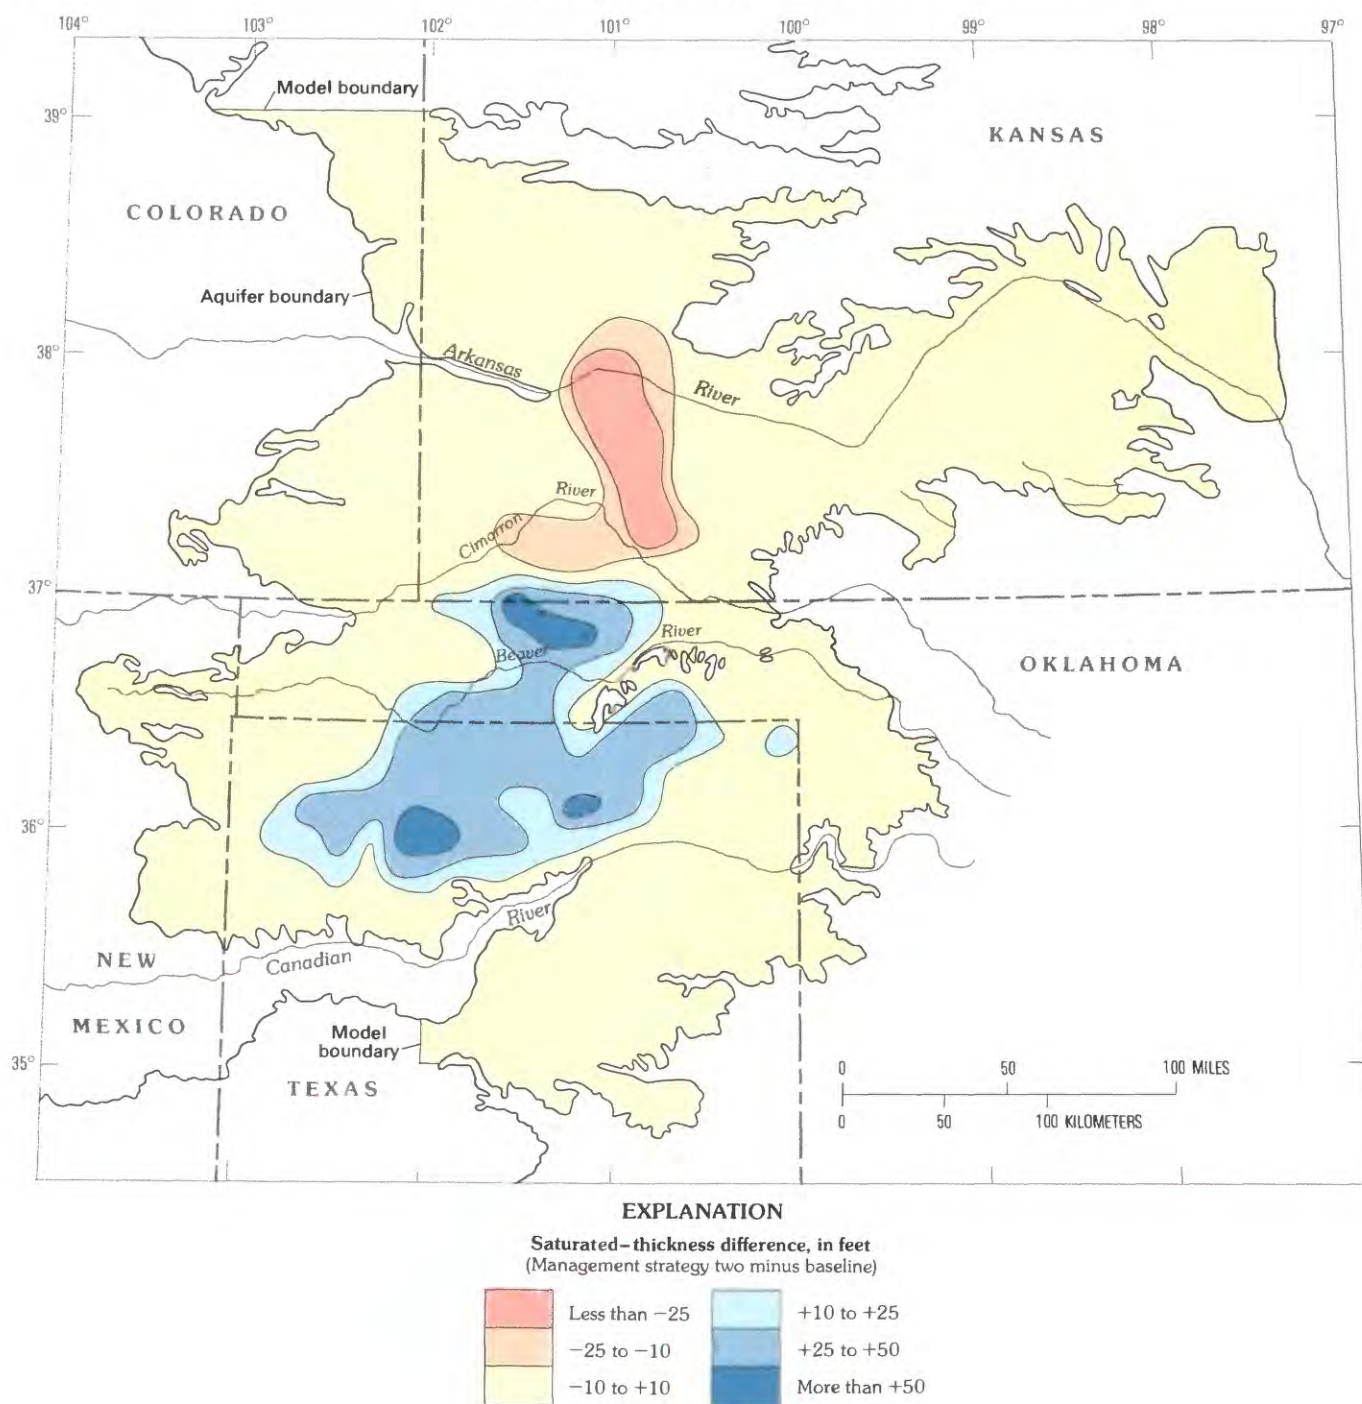 104°
103°
102°
101°
100°
99°
98°
97°
Model boundary
39°
KANSAS
COLORADO
Aquifer boundary
38°
Arkansas
River
River
Cimarron
37°
River
Beaver
OKLAHOMA
36°
River
NEW
Canadian
MEXICO
Model
boundary
35°
TEXAS
0 50 100 MILES
0 50 100 KILOMETERS
EXPLANATION
Saturated–thickness difference, in feet
(Management strategy two minus baseline)
Less than −25
+10 to +25
−25 to −10
+25 to +50
−10 to +10
More than +50